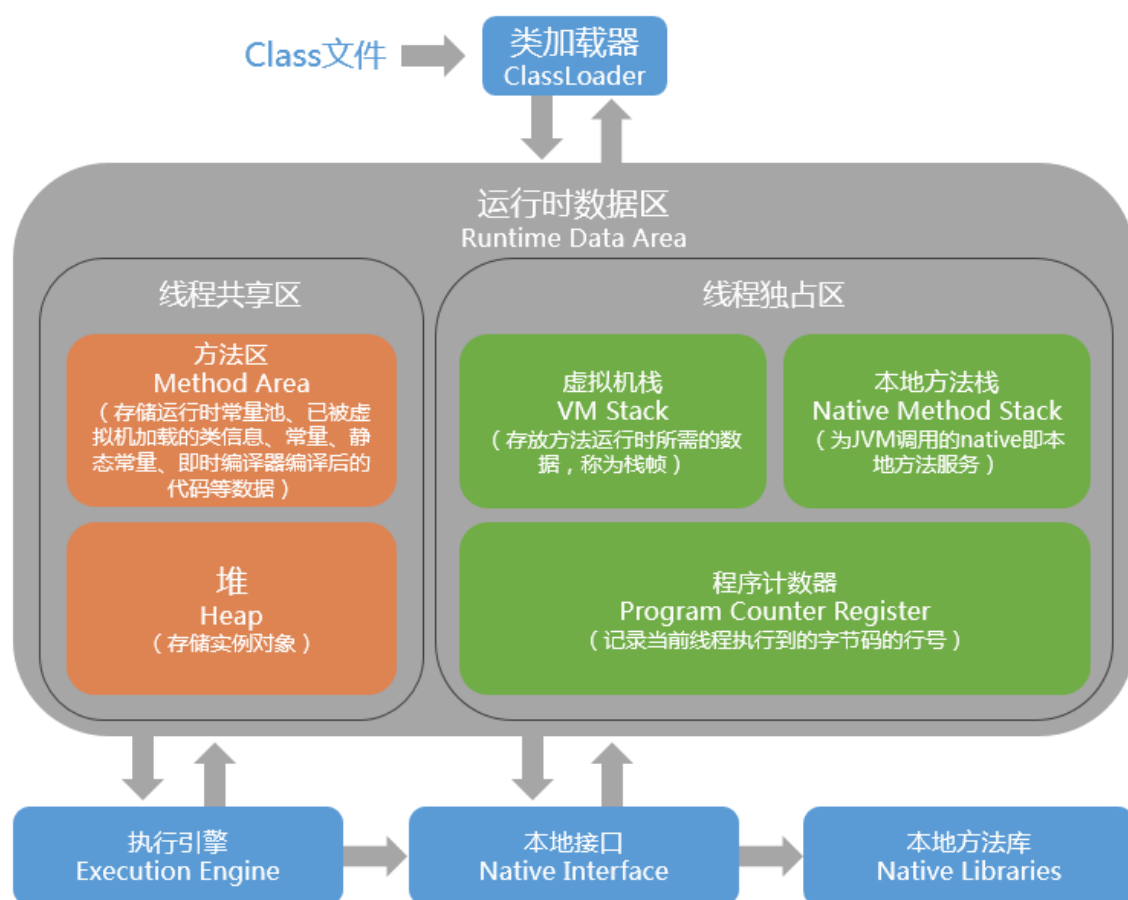 Class文件
类加载器
ClassLoader
运行时数据区
Runtime Data Area
线程共享区
方法区
Method Area
（存储运行时常量池、已被虚
拟机加载的类信息、常量、静
态常量、即时编译器编译后的
代码等数据）
堆
Heap
（存储实例对象）
线程独占区
虚拟机栈
VM Stack
（存放方法运行时所需的数
据，称为栈帧）
本地方法栈
Native Method Stack
（为JVM调用的native即本
地方法服务）
程序计数器
Program Counter Register
（记录当前线程执行到的字节码的行号）
执行引擎
Execution Engine
本地接口
Native Interface
本地方法库
Native Libraries